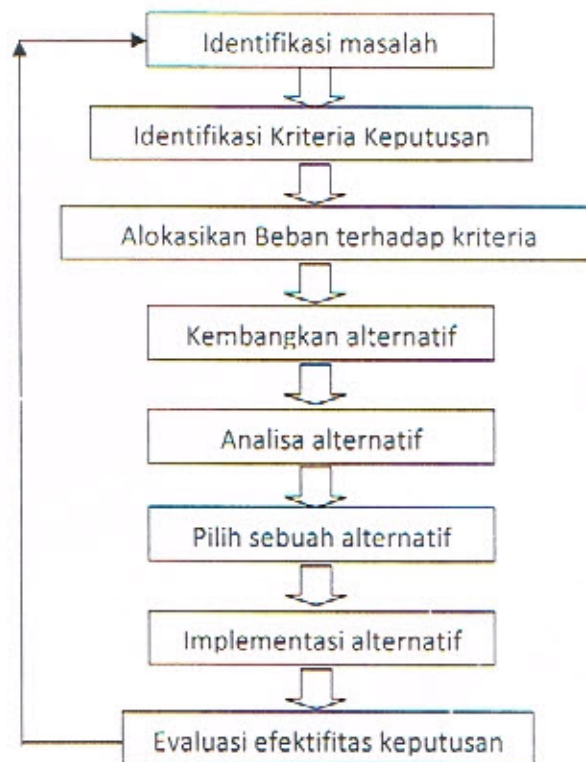 Identifikasi masalah
Identifikasi Kriteria Keputusan
Alokasikan Beban terhadap kriteria
Kembangkan alternatif
Analisa alternatif
Pilih sebuah alternatif
Implementasi alternatif
Evaluasi efektifitas keputusan